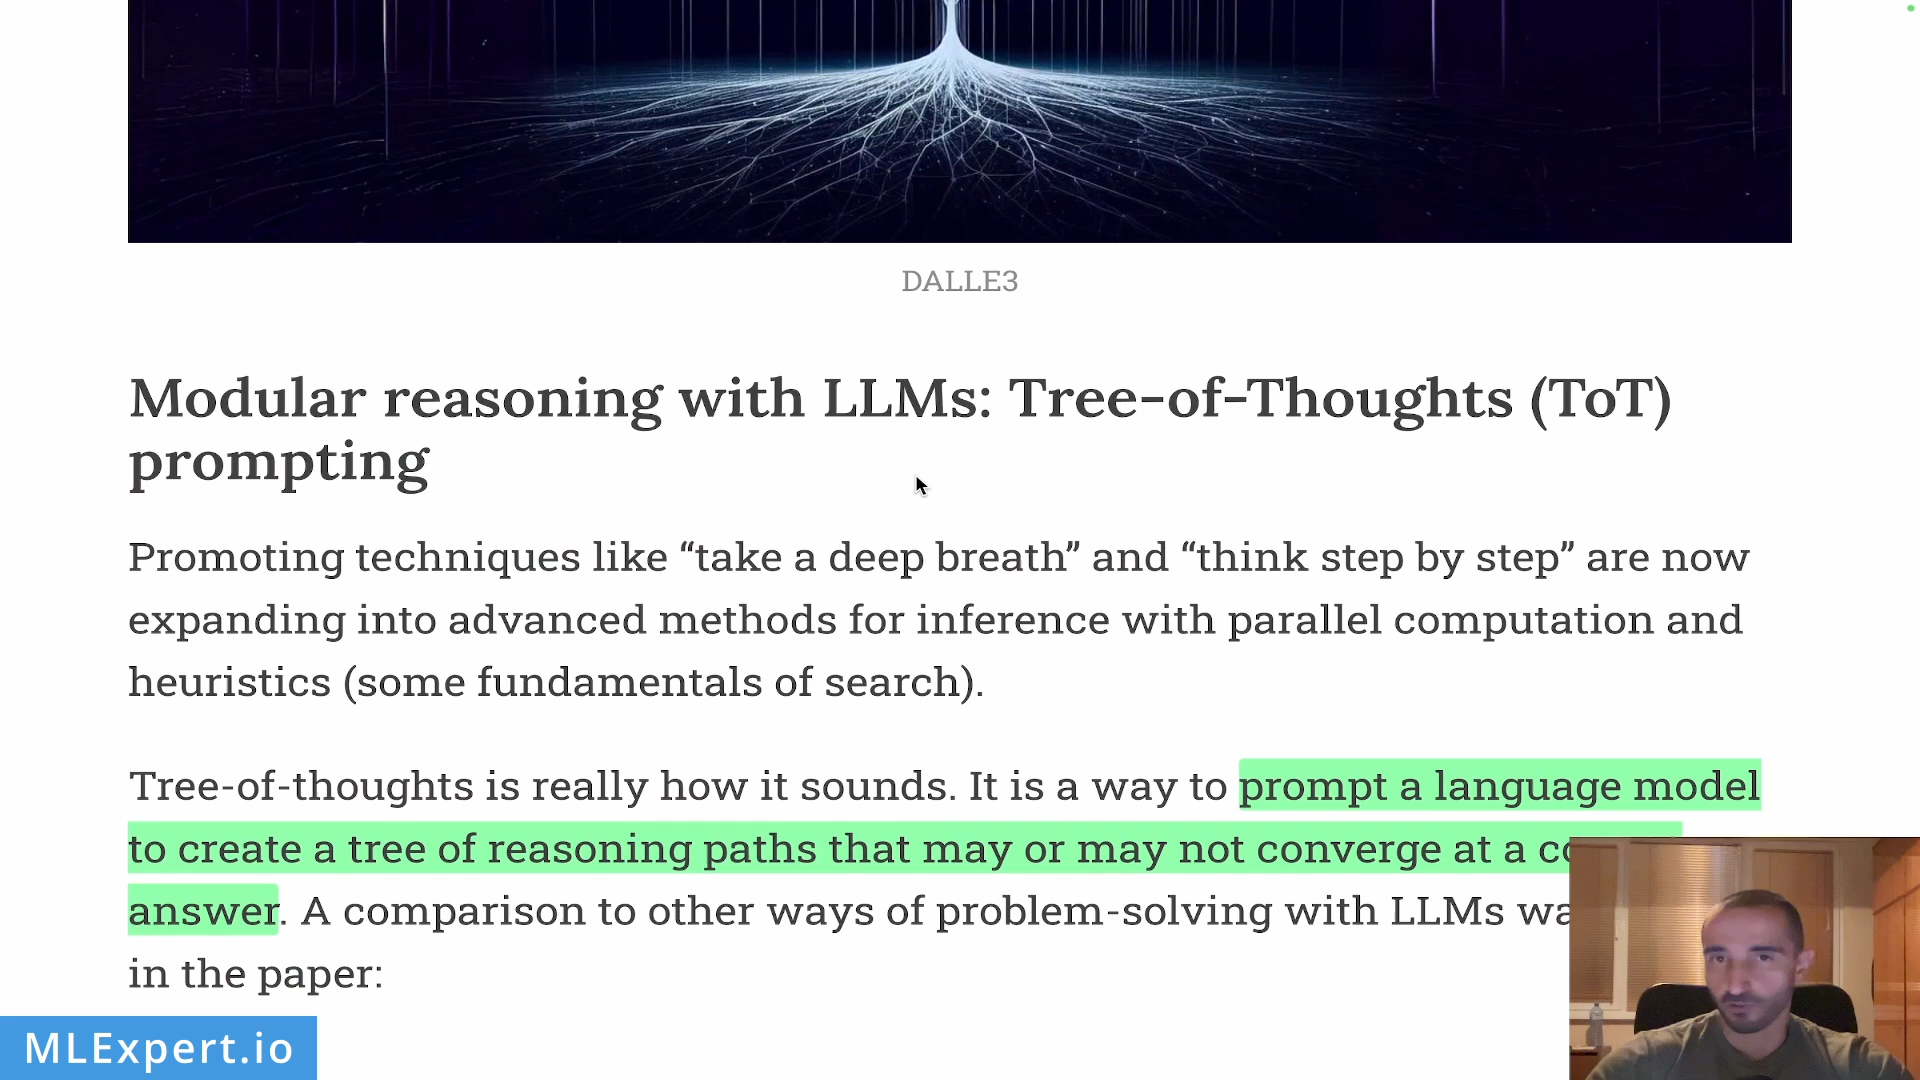 DALLE3
Modular reasoning with LLMs: Tree-of-Thoughts (ToT)
prompting
Promoting techniques like “take a deep breath” and “think step by step” are now
expanding into advanced methods for inference with parallel computation and
heuristics (some fundamentals of search).
Tree-of-thoughts is really how it sounds. It is a way to prompt a language model
to create a tree of reasoning paths that may or may not converge at a
answer. A comparison to other ways of problem-solving with LLMs
in the paper:
MLExpert.io